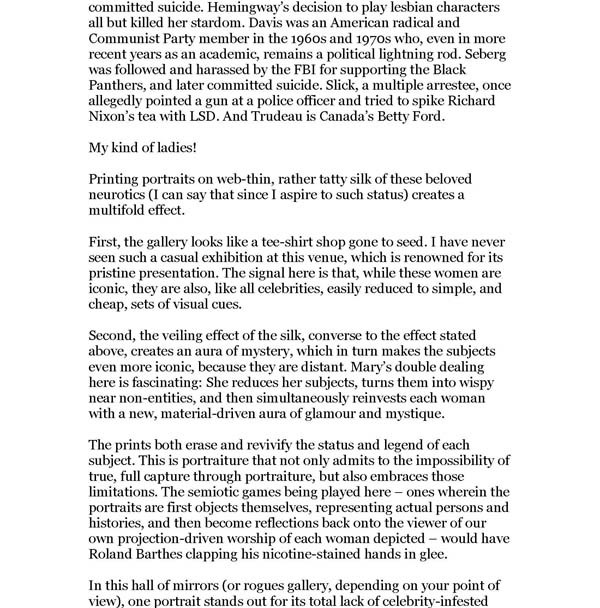 committed suicide. Hemingway’s decision to play lesbian characters
all but killed her stardom. Davis was an American radical and
Communist Party member in the 1960s and 1970s who, even in more
recent years as an academic, remains a political lightning rod. Seberg
was followed and harassed by the FBI for supporting the Black
Panthers, and later committed suicide. Slick, a multiple arrestee, once
allegedly pointed a gun at a police officer and tried to spike Richard
Nixon’s tea with LSD. And Trudeau is Canada’s Betty Ford.
My kind of ladies!
Printing portraits on web-thin, rather tatty silk of these beloved
neurotics (I can say that since I aspire to such status) creates a
multifold effect.
First, the gallery looks like a tee-shirt shop gone to seed. I have never
seen such a casual exhibition at this venue, which is renowned for its
pristine presentation. The signal here is that, while these women are
iconic, they are also, like all celebrities, easily reduced to simple, and
cheap, sets of visual cues.
Second, the veiling effect of the silk, converse to the effect stated
above, creates an aura of mystery, which in turn makes the subjects
even more iconic, because they are distant. Mary’s double dealing
here is fascinating: She reduces her subjects, turns them into wispy
near non-entities, and then simultaneously reinvests each woman
with a new, material-driven aura of glamour and mystique.
The prints both erase and revivify the status and legend of each
subject. This is portraiture that not only admits to the impossibility of
true, full capture through portraiture, but also embraces those
limitations. The semiotic games being played here – ones wherein the
portraits are first objects themselves, representing actual persons and
histories, and then become reflections back onto the viewer of our
own projection-driven worship of each woman depicted – would have
Roland Barthes clapping his nicotine-stained hands in glee.
In this hall of mirrors (or rogues gallery, depending on your point of
view), one portrait stands out for its total lack of celebrity-infested